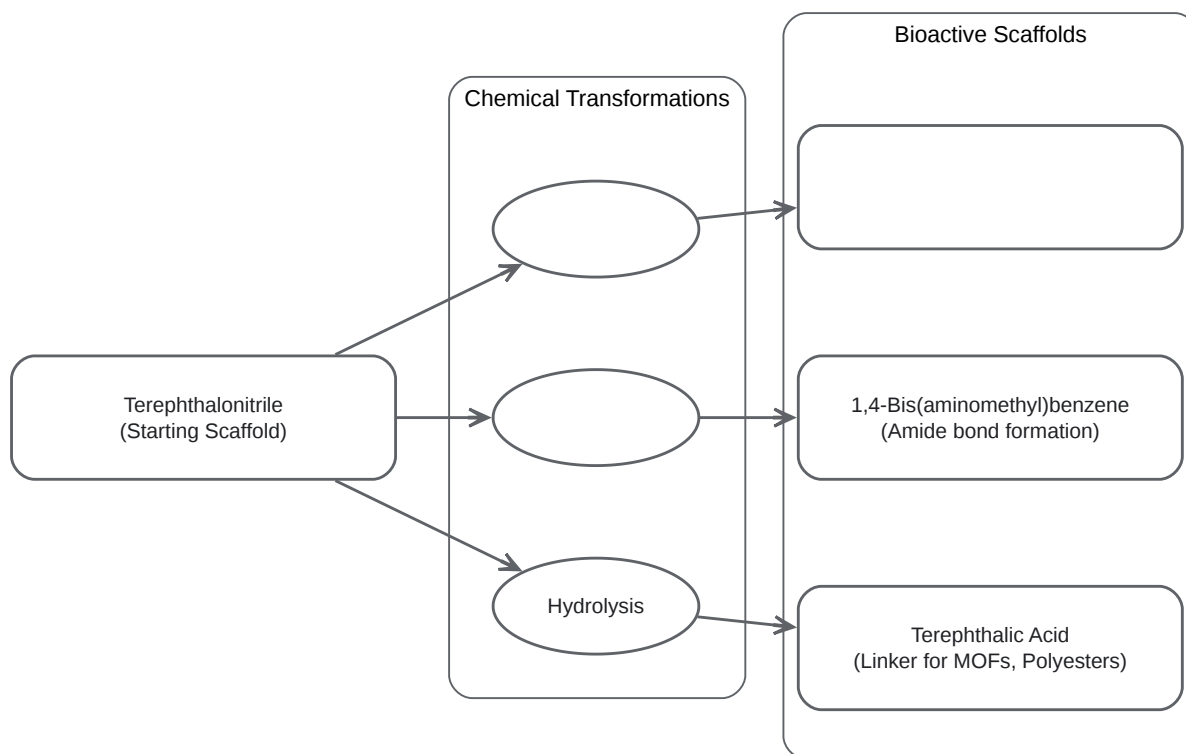 Bioactive Scaffolds
Chemical Transformations
Terephthalonitrile
(Starting Scaffold)
1,4-Bis(aminomethyl)benzene
(Amide bond formation)
Hydrolysis
Terephthalic Acid
(Linker for MOFs, Polyesters)